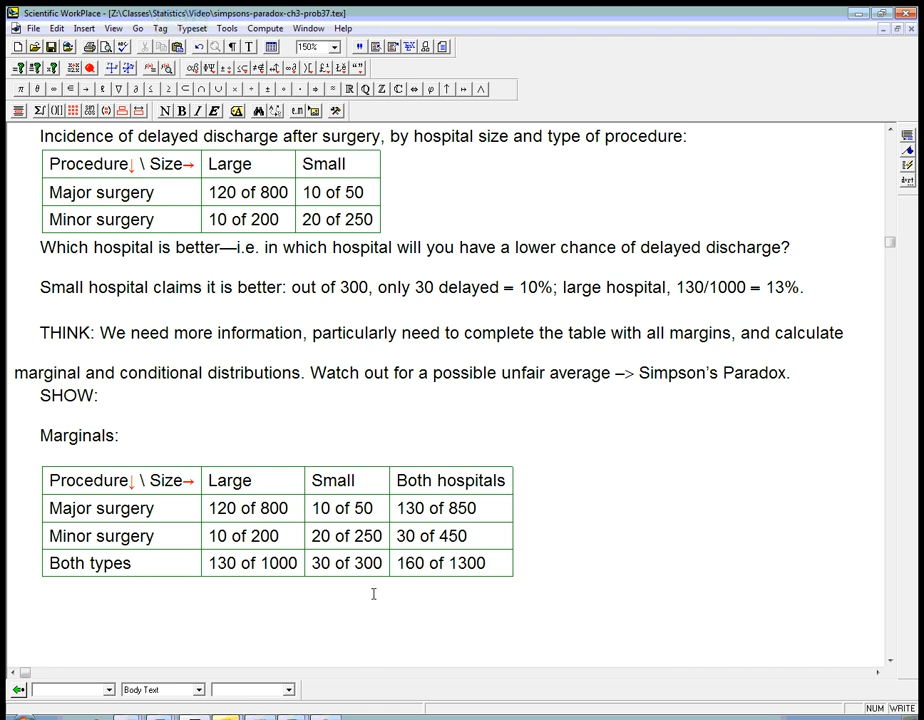 Scientific WorkPlace - [Z:\Classes\Statistics\Video\simpsons-paradox-ch3-prob37.tex]
File Edit Insert View Go Tag Typeset Tools Compute Window Help
150%
N B I E
Incidence of delayed discharge after surgery, by hospital size and type of procedure:
Procedure↓ \ Size→ Large Small
Major surgery 120 of 800 10 of 50
Minor surgery 10 of 200 20 of 250
Which hospital is better—i.e. in which hospital will you have a lower chance of delayed discharge?
Small hospital claims it is better: out of 300, only 30 delayed = 10%; large hospital, 130/1000 = 13%.
THINK: We need more information, particularly need to complete the table with all margins, and calculate
marginal and conditional distributions. Watch out for a possible unfair average –> Simpson's Paradox.
SHOW:
Marginals:
Procedure↓ \ Size→ Large Small Both hospitals
Major surgery 120 of 800 10 of 50 130 of 850
Minor surgery 10 of 200 20 of 250 30 of 450
Both types 130 of 1000 30 of 300 160 of 1300
Body Text
NUM WRITE